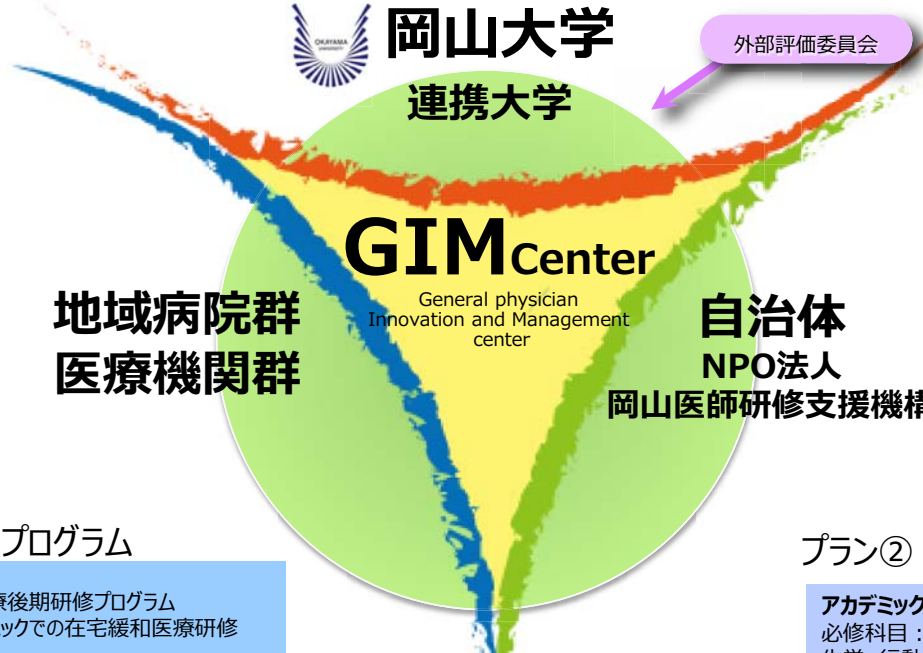 OKAYAMA
UNIVERSITY
岡山大学
外部評価委員会
連携大学
GIM Center
General physician
Innovation and Management
center
地域病院群
医療機関群
自治体
NPO法人
岡山医師研修支援機構
プログラム
後期研修プログラム
ックでの在宅緩和医療研修
プラン②
アカデミック
必修科目：